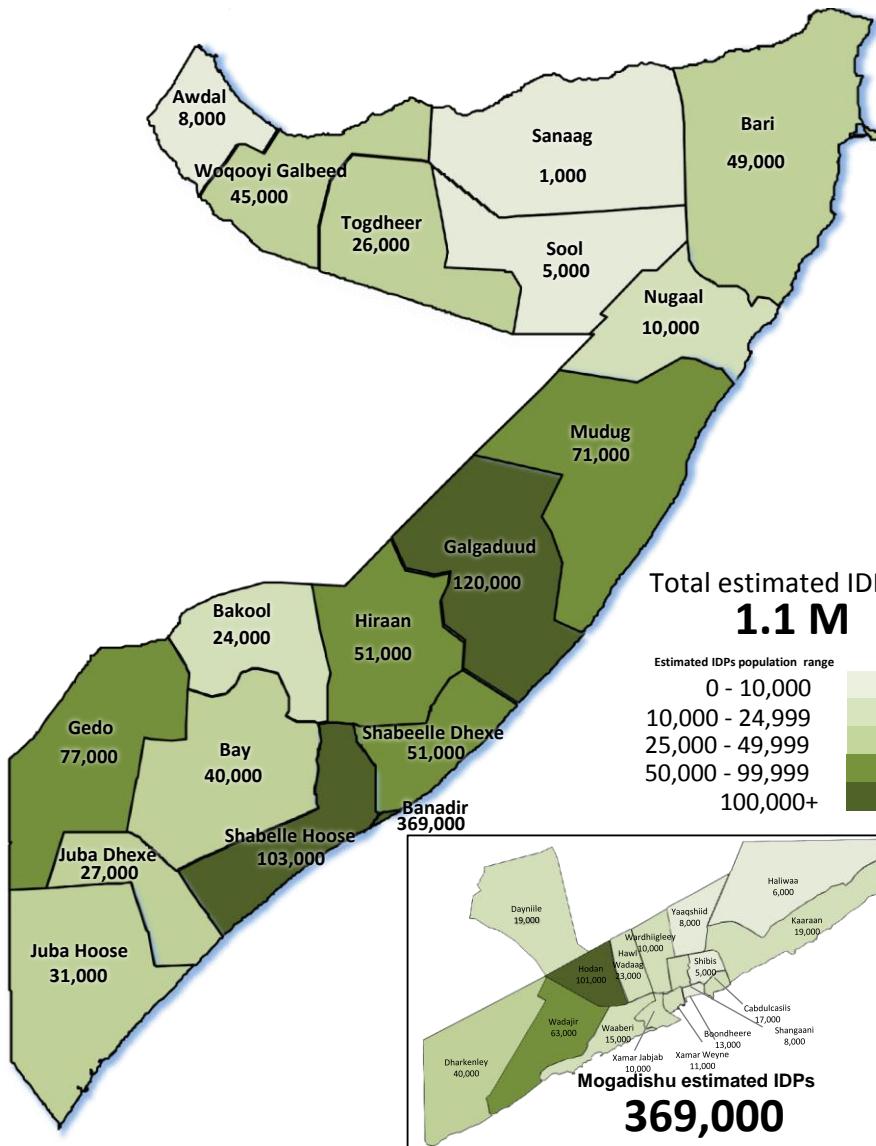 Awdal
8,000
Sanaag
1,000
Bari
49,000
Woqooyi Galbeed
45,000
Togdheer
26,000
Sool
5,000
Nugaal
10,000
Mudug
71,000
Galgaduud
120,000
Total estimated IDP
1.1 M
Bakool
24,000
Hiraan
51,000
Estimated IDPs population range
0 - 10,000
10,000 - 24,999
25,000 - 49,999
50,000 - 99,999
100,000+
Gedo
77,000
Bay
40,000
Shabeelle Dhexe
51,000
Banadir
369,000
Shabelle Hoose
103,000
Juba Dhexe
27,000
Juba Hoose
31,000
Dayniile
19,000
Haliwaa
6,000
Yaaqshiid
8,000
Kaaraan
19,000
Wardhiigleey
10,000
Hawl
Wadaag
23,000
Hodan
101,000
Shibis
5,000
Cabdulcasiis
17,000
Wadajir
63,000
Waaberi
15,000
Shangaani
8,000
Boondheere
13,000
Xamar Jabjab
10,000
Xamar Weyne
11,000
Dharkenley
40,000
Mogadishu estimated IDPs
369,000